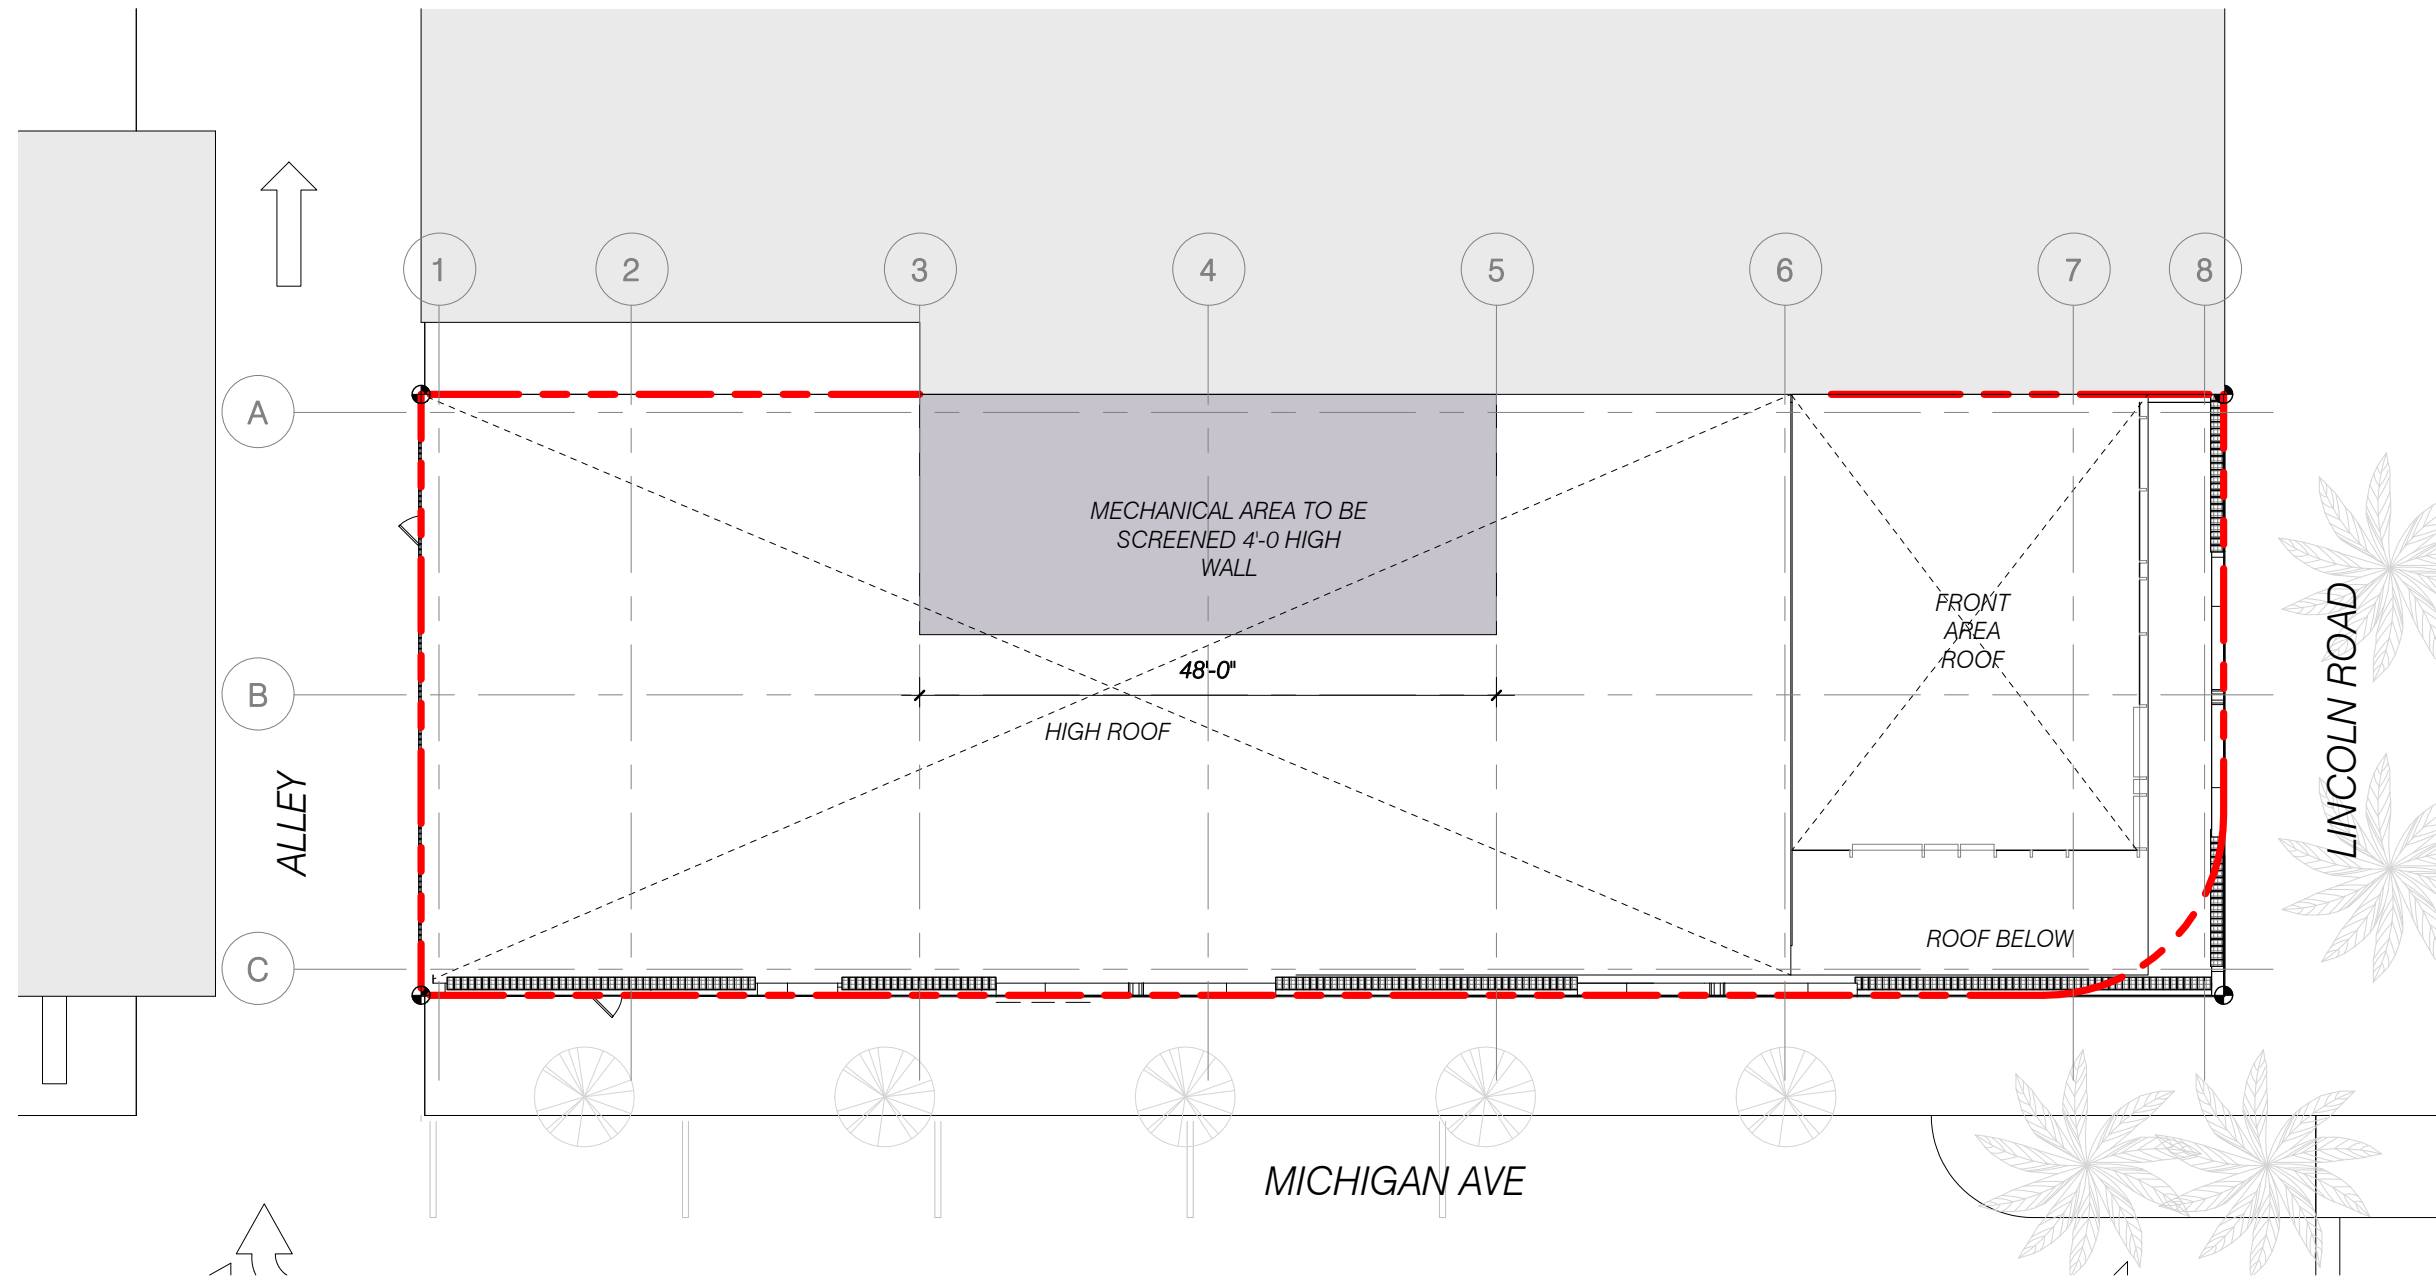 1 2 3 4 5 6 7 8
A
MECHANICAL AREA TO BE
SCREENED 4'-0 HIGH
WALL
FRONT
AREA
ROOF
48'-0"
B
HIGH ROOF
LINCOLN ROAD
ALLEY
ROOF BELOW
C
MICHIGAN AVE